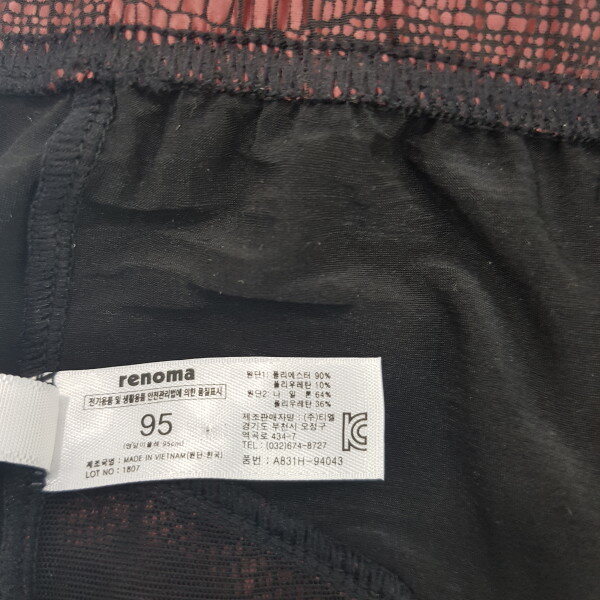 renoma
전기용품 및 생활용품 안전관리법에 의한 품질표시
95
(엉덩이둘레 95cm)
제조국명 : MADE IN VIETNAM (원단:한국)
LOT NO : 1807
원단1 : 폴리에스터 90%
폴리우레탄 10%
원단2 : 나 일 론 64%
폴리우레탄 36%
제조판매자명 : (주)티엘
경기도 부천시 오정구
역곡로 434-7
TEL : (032)674-8727
품번 : A831H-94043
KC